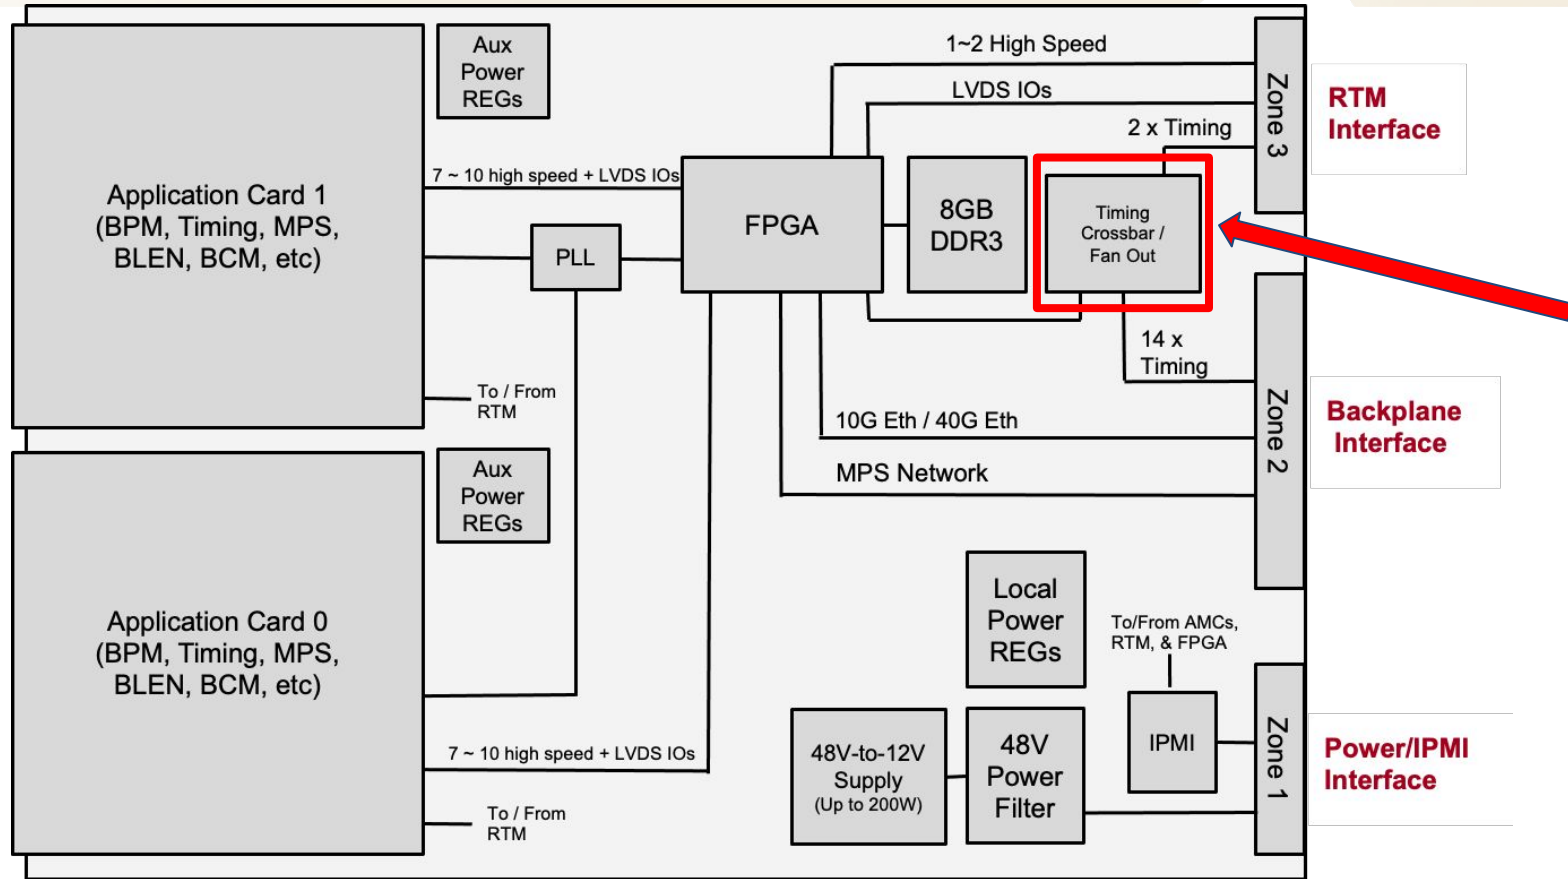 Aux
Power
REGs
1~2 High Speed
LVDS IOs
2 x Timing
Zone 3
RTM
Interface
Application Card 1
(BPM, Timing, MPS,
BLEN, BCM, etc)
7 ~ 10 high speed + LVDS IOs
PLL
FPGA
8GB
DDR3
Timing
Crossbar /
Fan Out
14 x
Timing
To / From
RTM
10G Eth / 40G Eth
MPS Network
Zone 2
Backplane
Interface
Aux
Power
REGs
Application Card 0
(BPM, Timing, MPS,
BLEN, BCM, etc)
7 ~ 10 high speed + LVDS IOs
To / From
RTM
Local
Power
REGs
To/From AMCs,
RTM, & FPGA
48V-to-12V
Supply
(Up to 200W)
48V
Power
Filter
IPMI
Zone 1
Power/IPMI
Interface